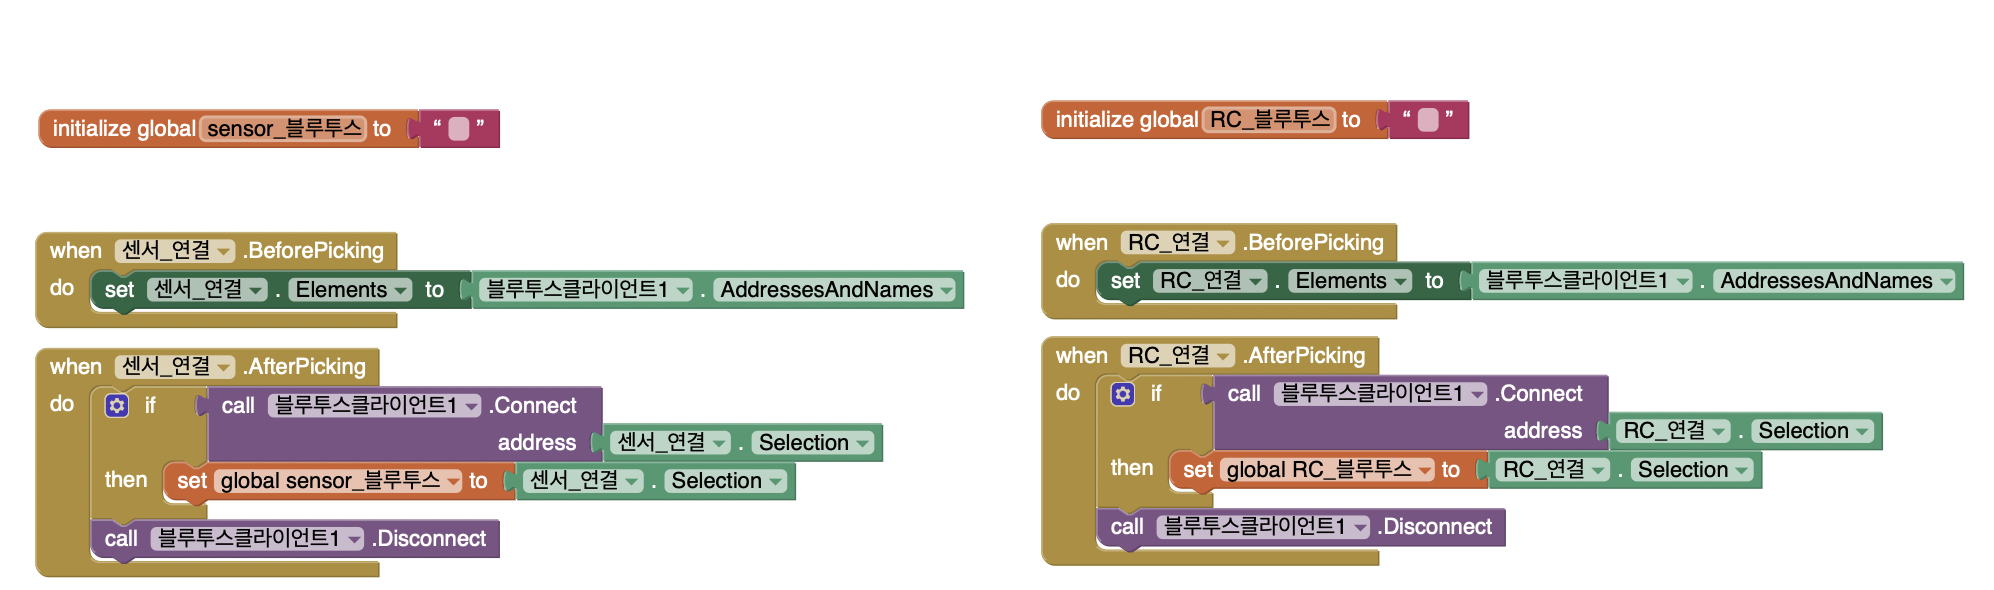 initialize global sensor_블루투스 to “ ”
when 센서_연결 .BeforePicking
do set 센서_연결 . Elements to 블루투스클라이언트1 . AddressesAndNames
when 센서_연결 .AfterPicking
do if call 블루투스클라이언트1 .Connect
address 센서_연결 . Selection
then set global sensor_블루투스 to 센서_연결 . Selection
call 블루투스클라이언트1 .Disconnect
initialize global RC_블루투스 to “ ”
when RC_연결 .BeforePicking
do set RC_연결 . Elements to 블루투스클라이언트1 . AddressesAndNames
when RC_연결 .AfterPicking
do if call 블루투스클라이언트1 .Connect
address RC_연결 . Selection
then set global RC_블루투스 to RC_연결 . Selection
call 블루투스클라이언트1 .Disconnect